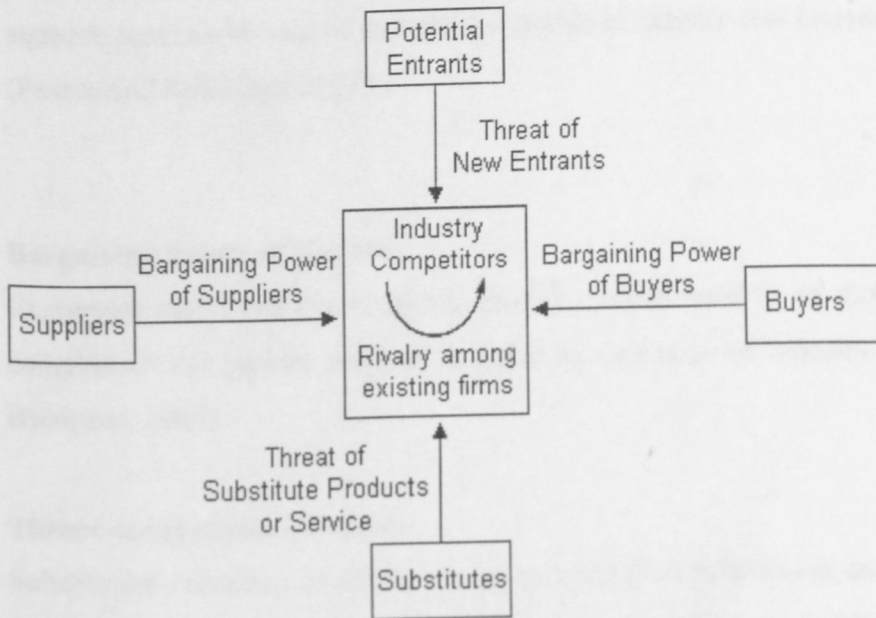 Potential
Entrants
Threat of
New Entrants
Industry
Competitors
Rivalry among
existing firms
Bargaining Power
of Suppliers
Suppliers
Bargaining Power
of Buyers
Buyers
Threat of
Substitute Products
or Service
Substitutes